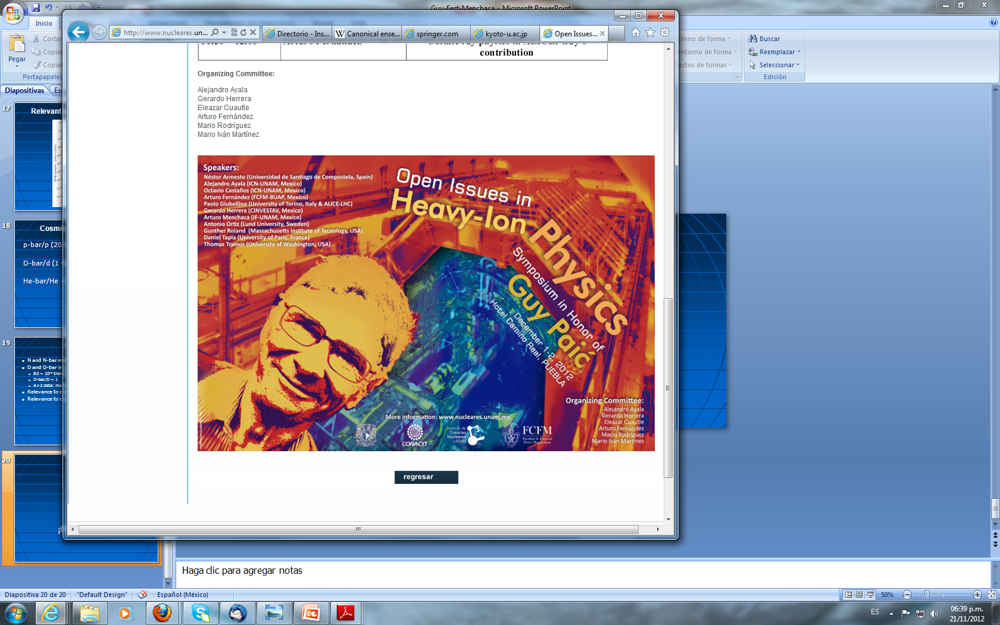 Guy-Fest-Menchaca - Microsoft PowerPoint
Inicio
Pegar
Cortar
Copiar
Copiar
Portapapeles
http://www.nucleares.un...
Directorio - Ins...
Canonical ense...
springer.com
kyoto-u.ac.jp
Open Issues...
lleno de forma
ontorno de forma
ectos de formas
Buscar
Reemplazar
Seleccionar
Edición
Diapositivas
Es
17
Relevant
18
Cosmi
p-bar/p (20
D-bar/d (1
He-bar/He
19
N and N-bar m
D and D-bar in
D-bar/D ~ 1
A>2 data: mo
Relevance to c
Relevance to c
20
contribution
Organizing Committee:
Alejandro Ayala
Gerardo Herrera
Eleazar Cuautle
Arturo Fernández
Mario Rodríguez
Mario Iván Martínez
Speakers:
Néstor Armesto (Universidad de Santiago de Compostela, Spain)
Alejandro Ayala (ICN-UNAM, Mexico)
Octavio Castaños (ICN-UNAM, Mexico)
Arturo Fernández (FCFM-BUAP, Mexico)
Paolo Giubellino (University of Torino, Italy & ALICE-LHC)
Gerardo Herrera (CINVESTAV, Mexico)
Arturo Menchaca (IF-UNAM, Mexico)
Antonio Ortiz (Lund University, Sweden)
Gunther Roland (Massachusetts Institute of Tecnology, USA)
Daniel Tapia (University of Paris, France)
Thomas Trainor (University of Washington, USA)
Open Issues in
Heavy-Ion
Physics
Symposium in Honor of
Guy Paić
December 1-2, 2012
Hotel Camino Real, PUEBLA
Organizing Committee:
Alejandro Ayala
Gerardo Herrera
Eleazar Cuautle
Arturo Fernández
Mario Rodríguez
Mario Iván Martínez
More information: www.nucleares.unam.mx
CONACYT
Instituto de
Ciencias
Nucleares
UNAM
FCFM
Facultad de Ciencias
Físico Matemáticas
regresar
Haga clic para agregar notas
Diapositiva 20 de 20
"Default Design"
Español (México)
50%
ES
06:39 p.m.
21/11/2012